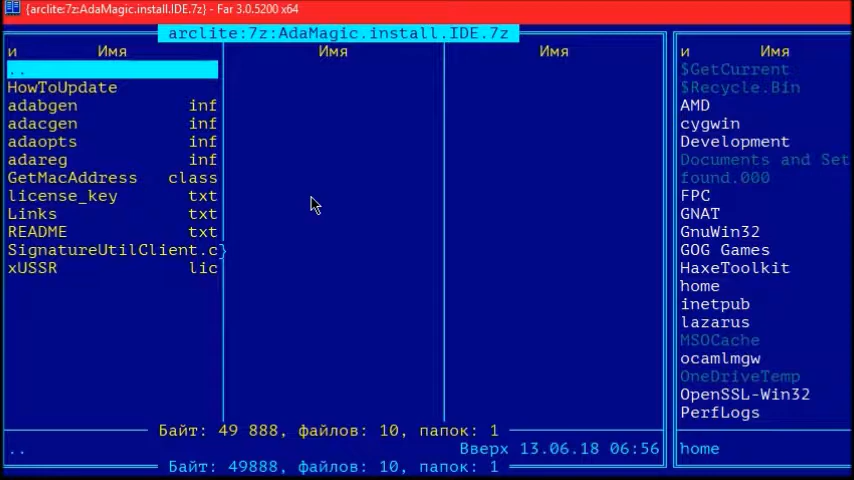 {arclite:7z:AdaMagic.install.IDE.7z} - Far 3.0.5200 x64
arclite:7z:AdaMagic.install.IDE.7z
и Имя Имя Имя
..
HowToUpdate
adabgen inf
adacgen inf
adaopts inf
adareg inf
GetMacAddress class
license_key txt
Links txt
README txt
SignatureUtilClient.c}
xUSSR lic
Байт: 49 888, файлов: 10, папок: 1
.. Вверх 13.06.18 06:56
Байт: 49888, файлов: 10, папок: 1
и Имя
$GetCurrent
$Recycle.Bin
AMD
cygwin
Development
Documents and Set
found.000
FPC
GNAT
GnuWin32
GOG Games
HaxeToolkit
home
inetpub
lazarus
MSOCache
ocamlmgw
OneDriveTemp
OpenSSL-Win32
PerfLogs
home